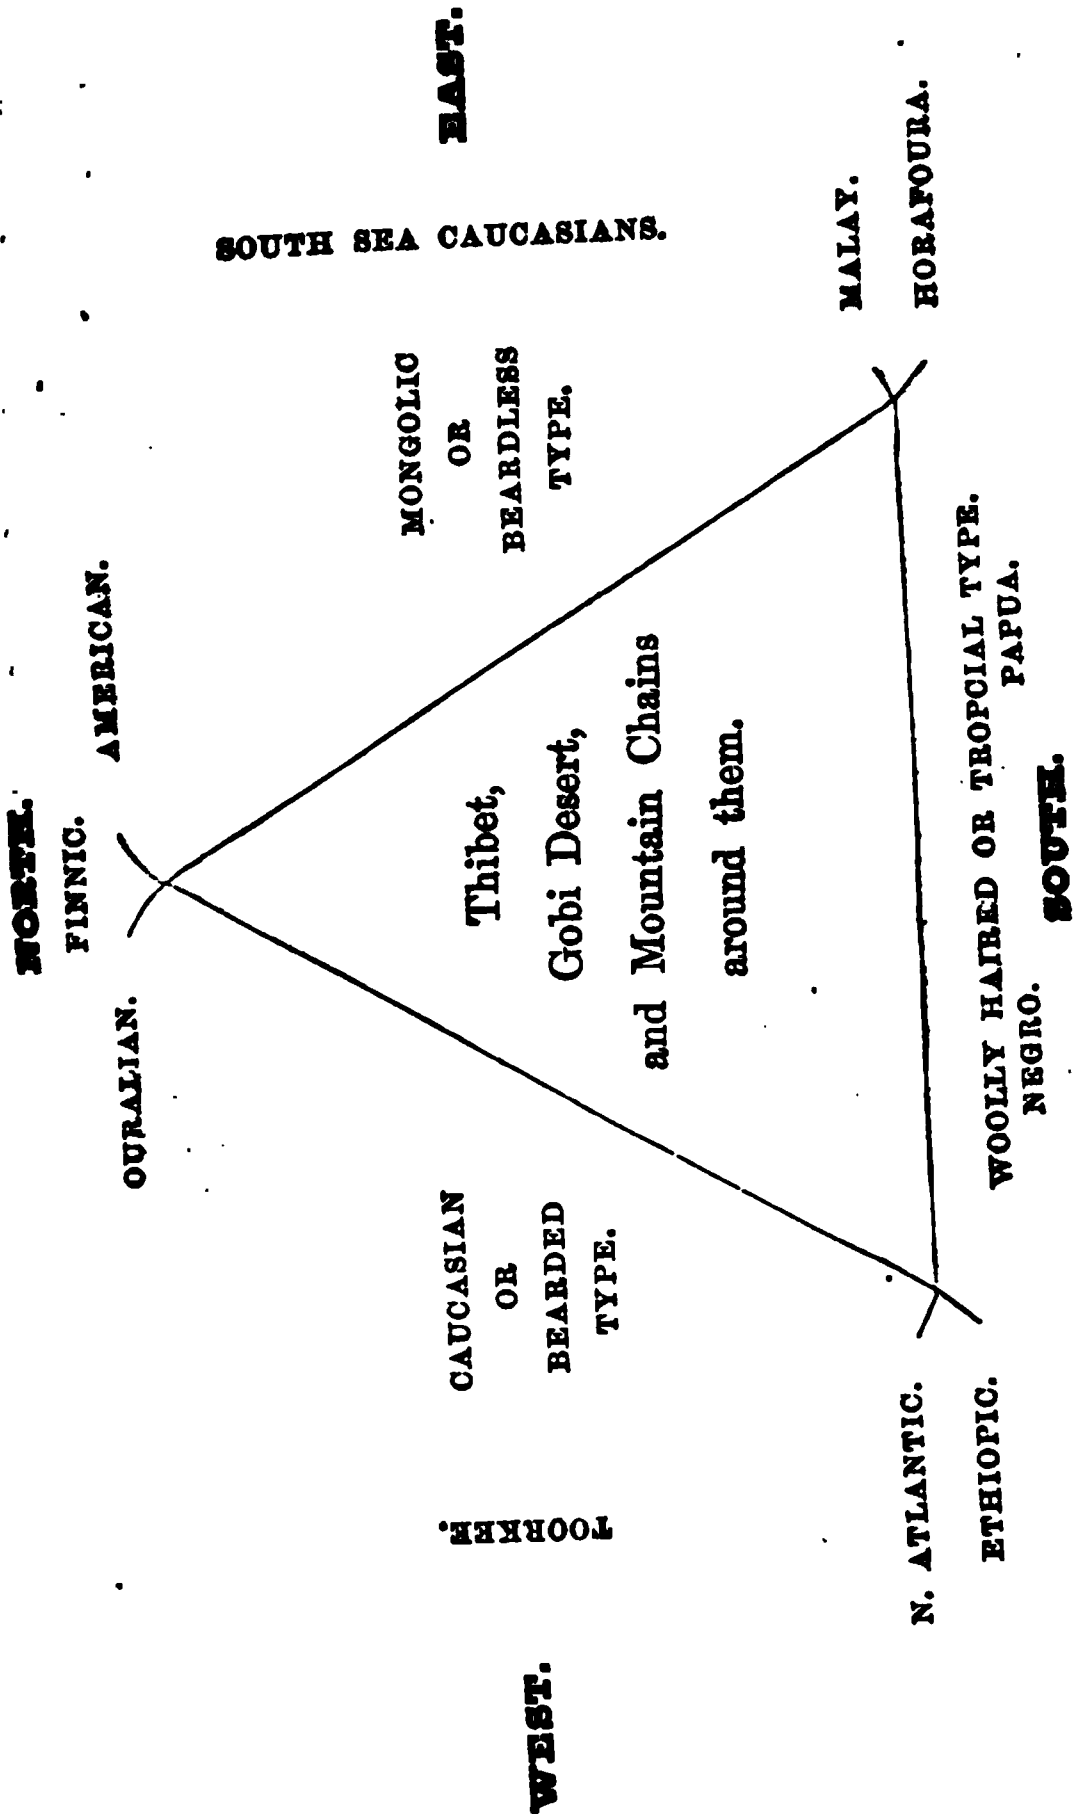 NORTH.
FINNIC.
OURALIAN.
AMERICAN.
WEST.
TOORKEE.
CAUCASIAN
OR
BEARDED
TYPE.
Thibet,
Gobi Desert,
and Mountain Chains
around them.
MONGOLIC
OR
BEARDLESS
TYPE.
SOUTH SEA CAUCASIANS.
EAST.
N. ATLANTIC.
ETHIOPIC.
MALAY.
HORAFOURA.
WOOLLY HAIRED OR TROPCIAL TYPE.
NEGRO.
PAPUA.
SOUTH.